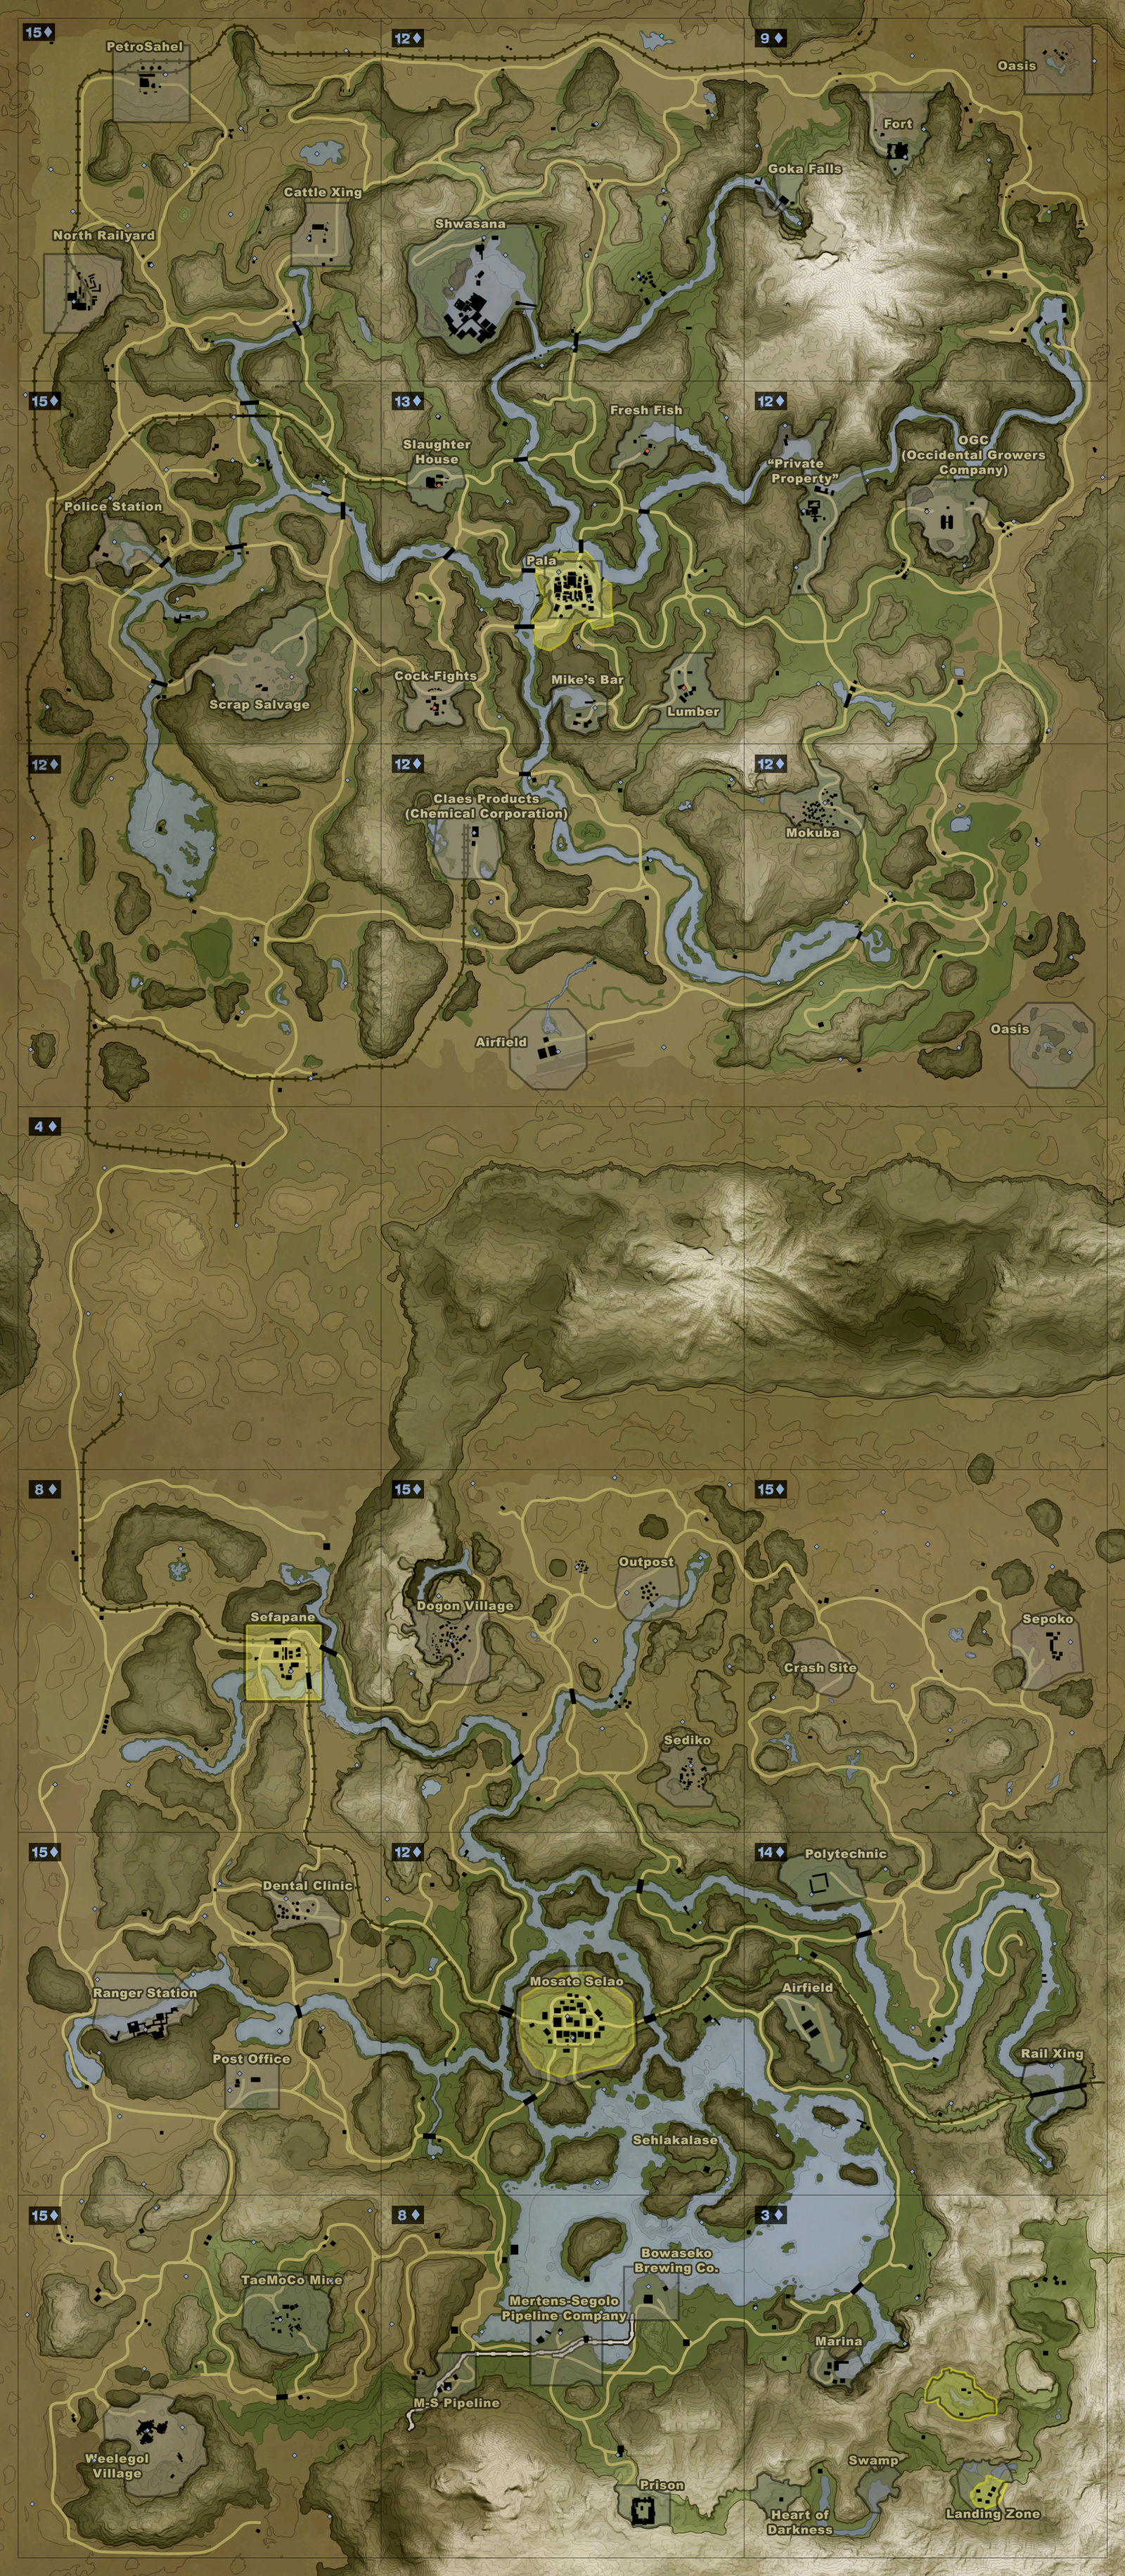 15♦
12♦
9♦
PetroSahel
Oasis
Fort
Goka Falls
Cattle Xing
Shwasana
North Railyard
15♦
13♦
12♦
Fresh Fish
Slaughter
House
OGC
(Occidental Growers
Company)
"Private
Property"
Police Station
Pala
Cock-Fights
Mike's Bar
Scrap Salvage
Lumber
12♦
12♦
12♦
Claes Products
(Chemical Corporation)
Mokuba
Airfield
Oasis
4♦
8♦
15♦
15♦
Outpost
Dogon Village
Sefapane
Sepoko
Crash Site
Sediko
15♦
12♦
14♦
Polytechnic
Dental Clinic
Mosate Selao
Airfield
Ranger Station
Post Office
Rail Xing
Sehlakalase
15♦
8♦
3♦
Bowaseko
Brewing Co.
TaeMoCo Mine
Mertens-Segolo
Pipeline Company
Marina
M-S Pipeline
Weelegol
Village
Swamp
Prison
Heart of
Darkness
Landing Zone